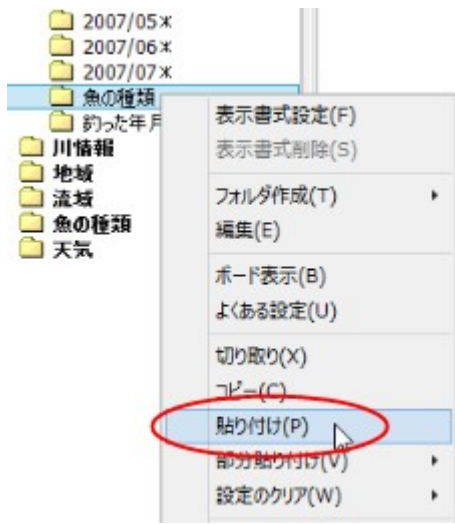 2007/05*
2007/06*
2007/07*
魚の種類
釣った年月
川情報
地域
流域
魚の種類
天気
表示書式設定(F)
表示書式削除(S)
フォルダ作成(T)
編集(E)
ボード表示(B)
よくある設定(U)
切り取り(X)
コピー(C)
貼り付け(P)
部分貼り付け(V)
設定のクリア(W)